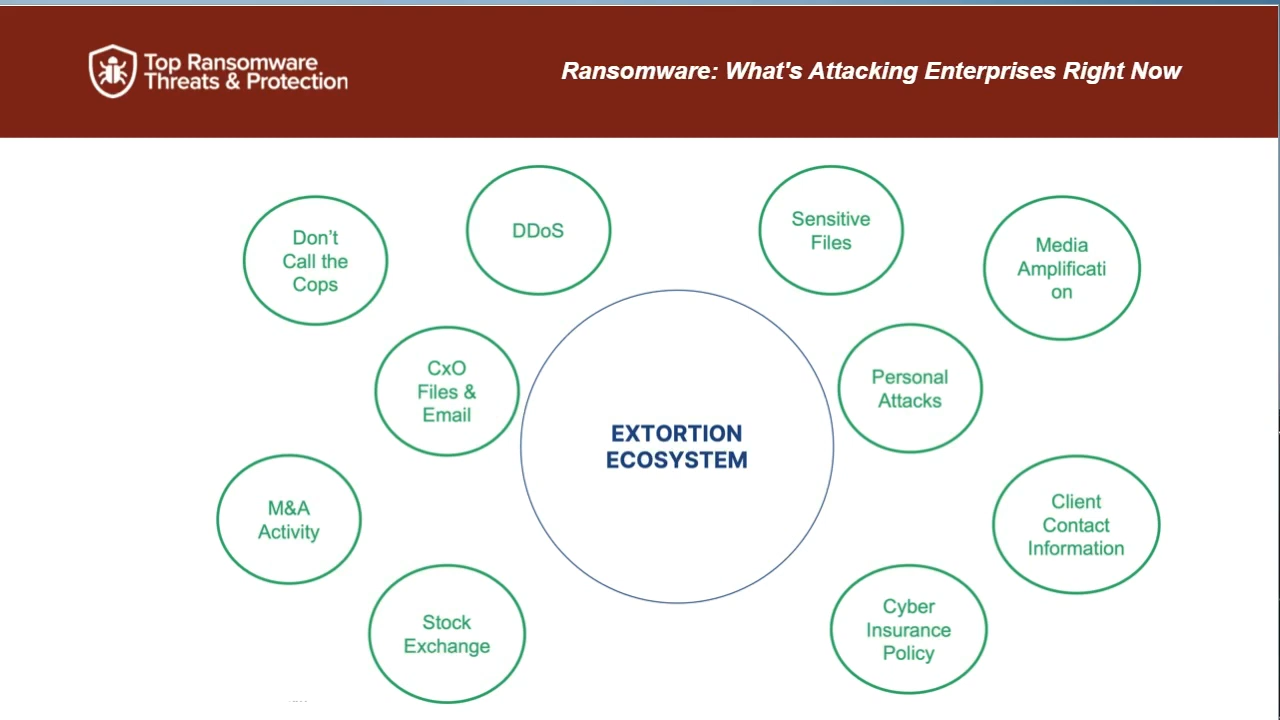 Top Ransomware
Threats & Protection
Ransomware: What's Attacking Enterprises Right Now
Don't
Call the
Cops
DDoS
Sensitive
Files
Media
Amplificati
on
CxO
Files &
Email
Personal
Attacks
EXTORTION
ECOSYSTEM
M&A
Activity
Client
Contact
Information
Stock
Exchange
Cyber
Insurance
Policy